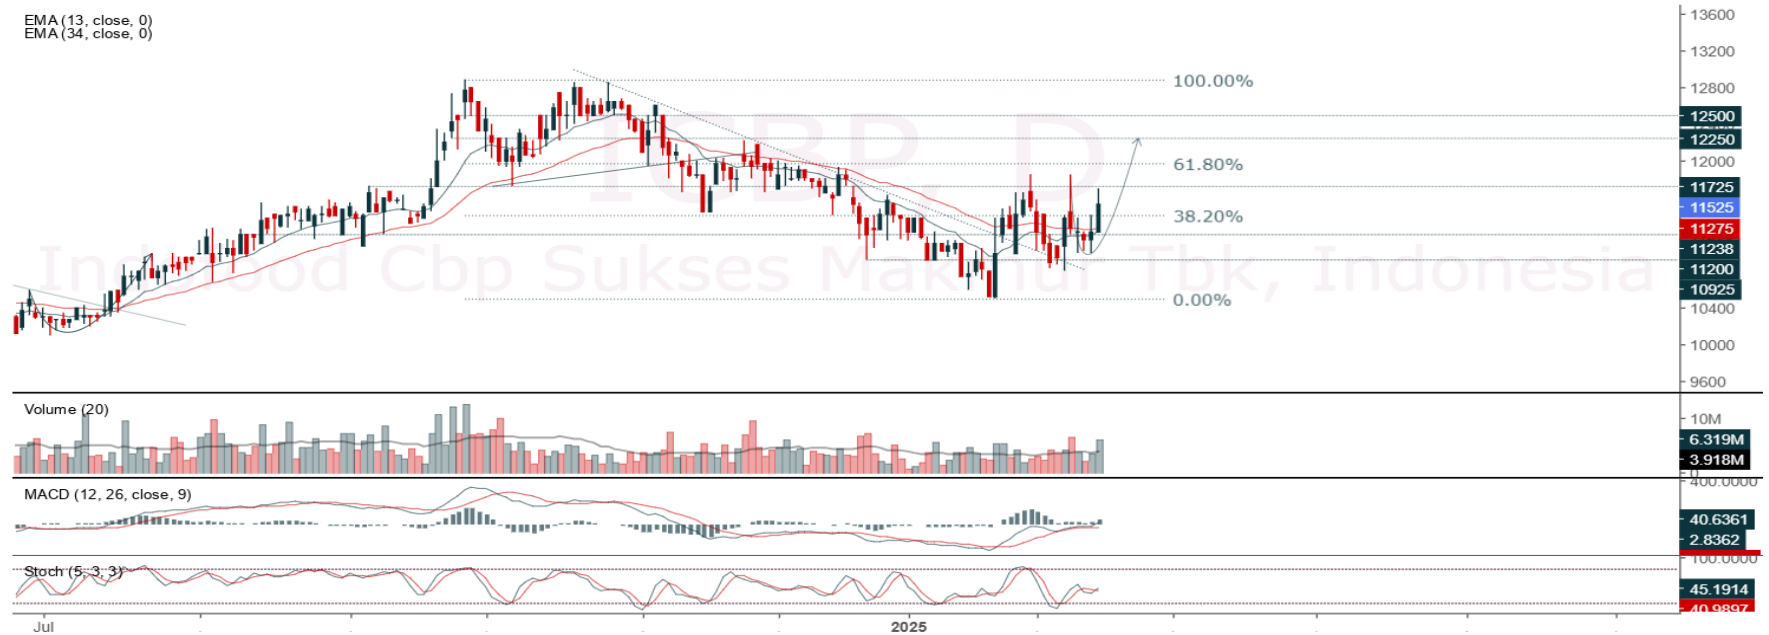 EMA (13, close, 0)
EMA (34, close, 0)
ICBP, D
Indofood Cbp Sukses Makmur Tbk, Indonesia
100.00%
61.80%
38.20%
0.00%
13600
13200
12800
12500
12250
12000
11725
11525
11275
11238
11200
10925
10400
10000
9600
Volume (20)
10M
6.319M
3.918M
0
MACD (12, 26, close, 9)
400.0000
40.6361
2.8362
Stoch (5, 3, 3)
100.0000
45.1914
40.9897
Jul
2025